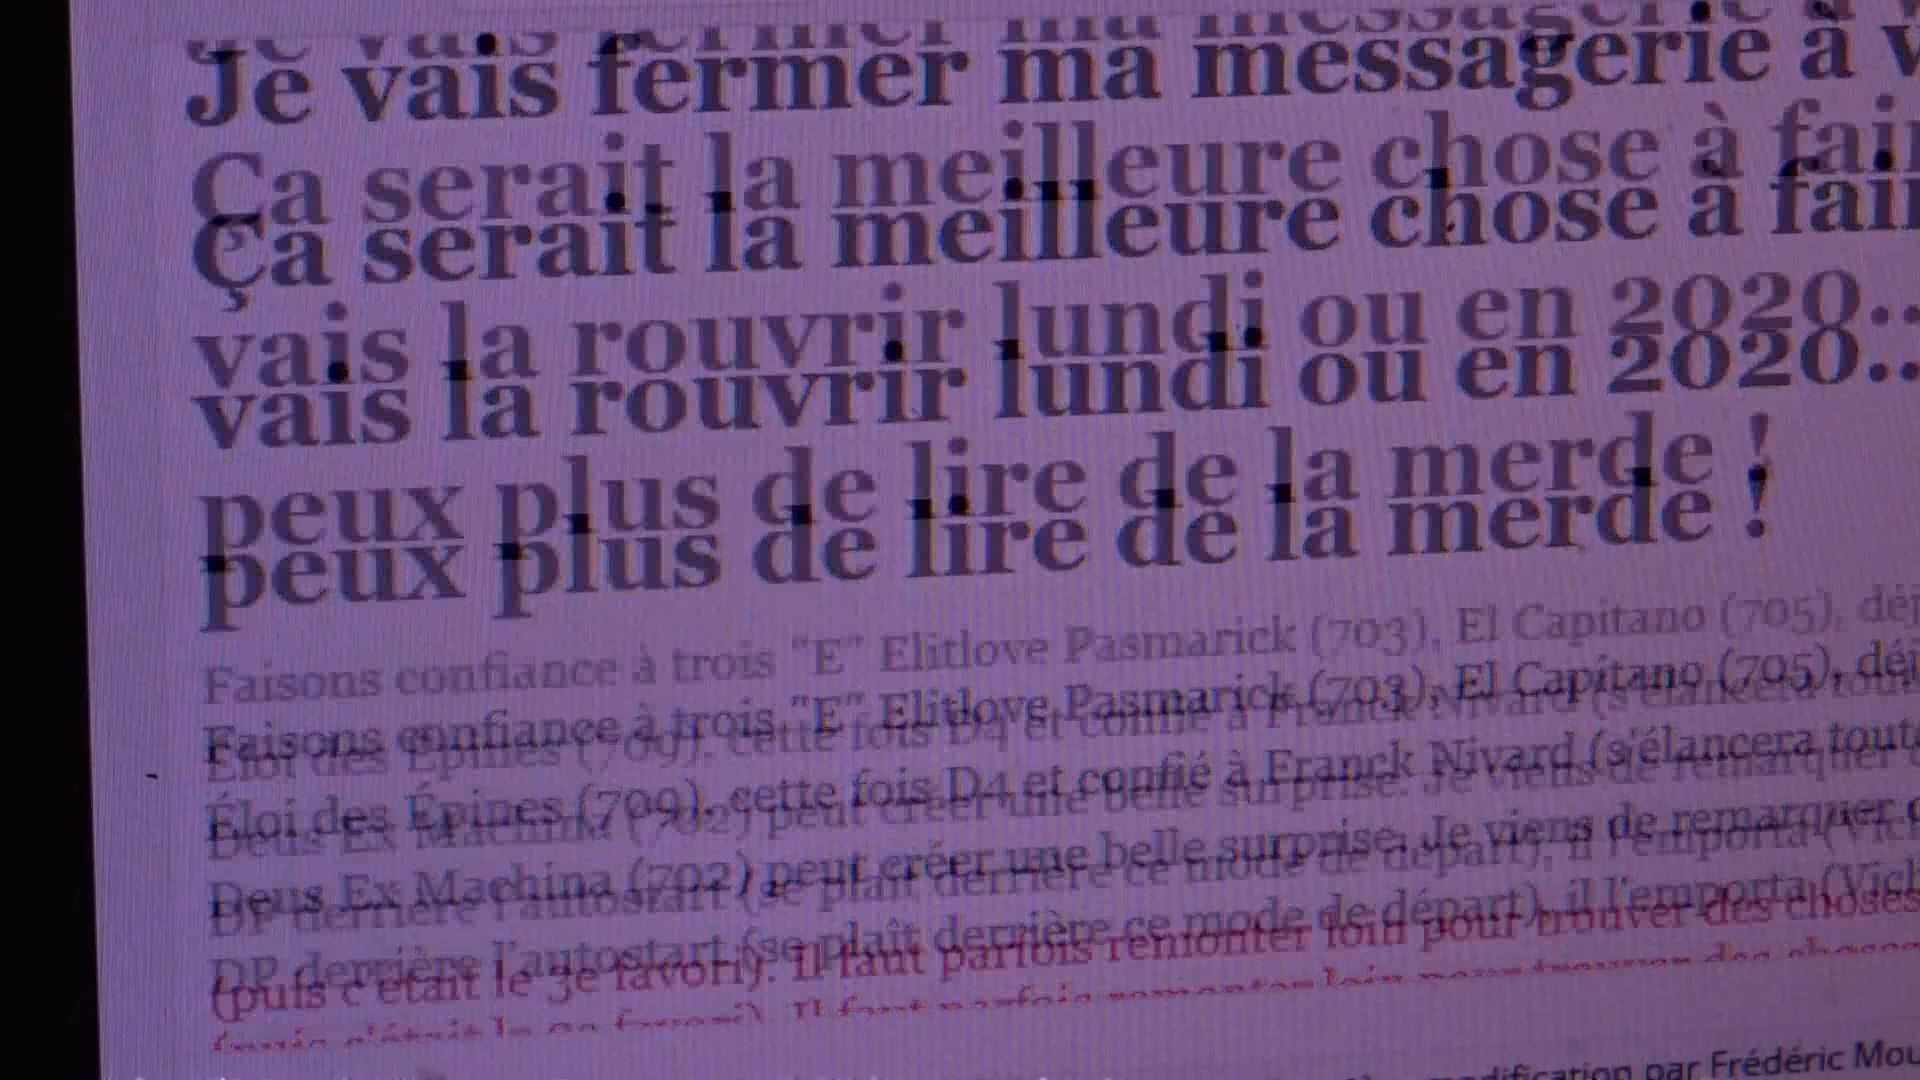 Je vais fermer ma messagerie à
Ça serait la meilleure chose à fair
vais la rouvrir lundi ou en 2020..
peux plus de lire de la merde !
Faisons confiance à trois "E" Elitlove Pasmarick (703), El Capitano (705), déj
Éloi des Épines (709), cette fois D4 et confié à Franck Nivard (s'élancera tout
Deus Ex Machina (702) peut créer une belle surprise. Je viens de remarquer
DP derrière l'autostart (se plaît derrière ce mode de départ), il l'emporta (Vich
(puis c'était le 3e favori). Il faut parfois remonter loin pour trouver des choses
dification par Frédéric Mou